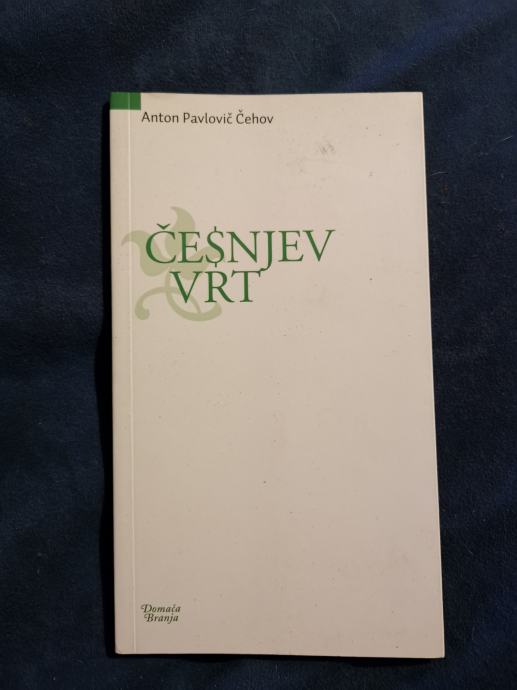 Anton Pavlovič Čehov
ČEŠNJEV
VRT
Domača
Branja